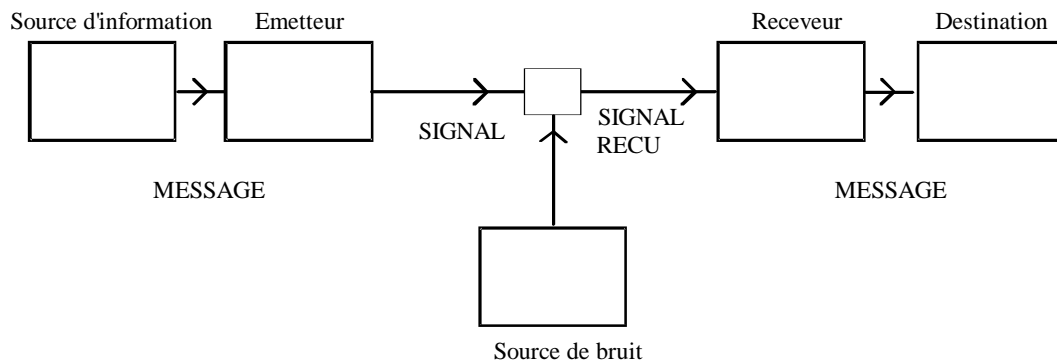 Source d'information
Emetteur
Receveur
Destination
SIGNAL
SIGNAL
RECU
MESSAGE
MESSAGE
Source de bruit